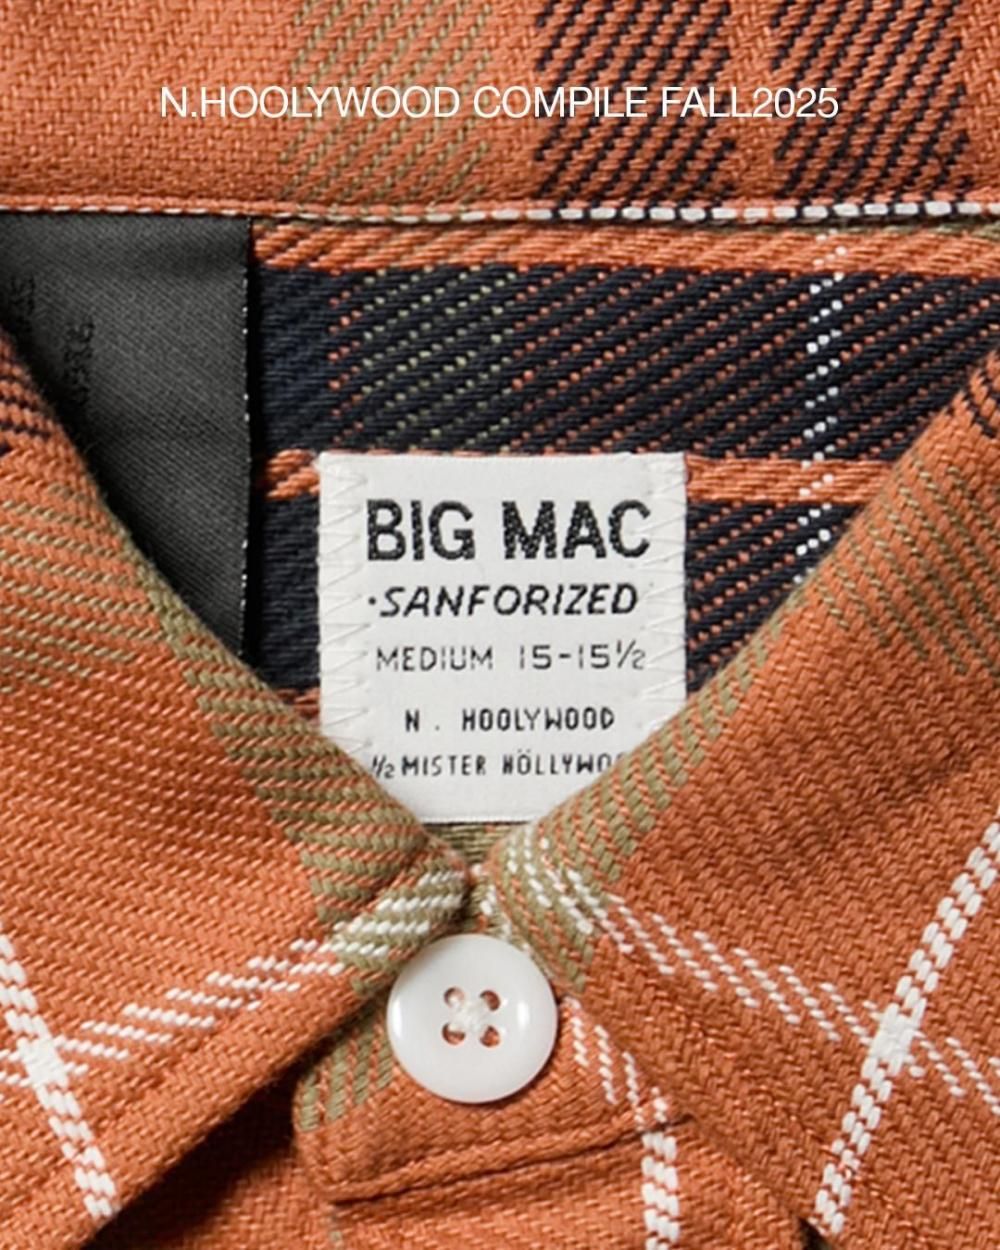 N.HOOLYWOOD COMPILE FALL2025
BIG MAC
·SANFORIZED
MEDIUM 15-15½
N . HOOLYWOOD
½ MISTER HÖLLYWO